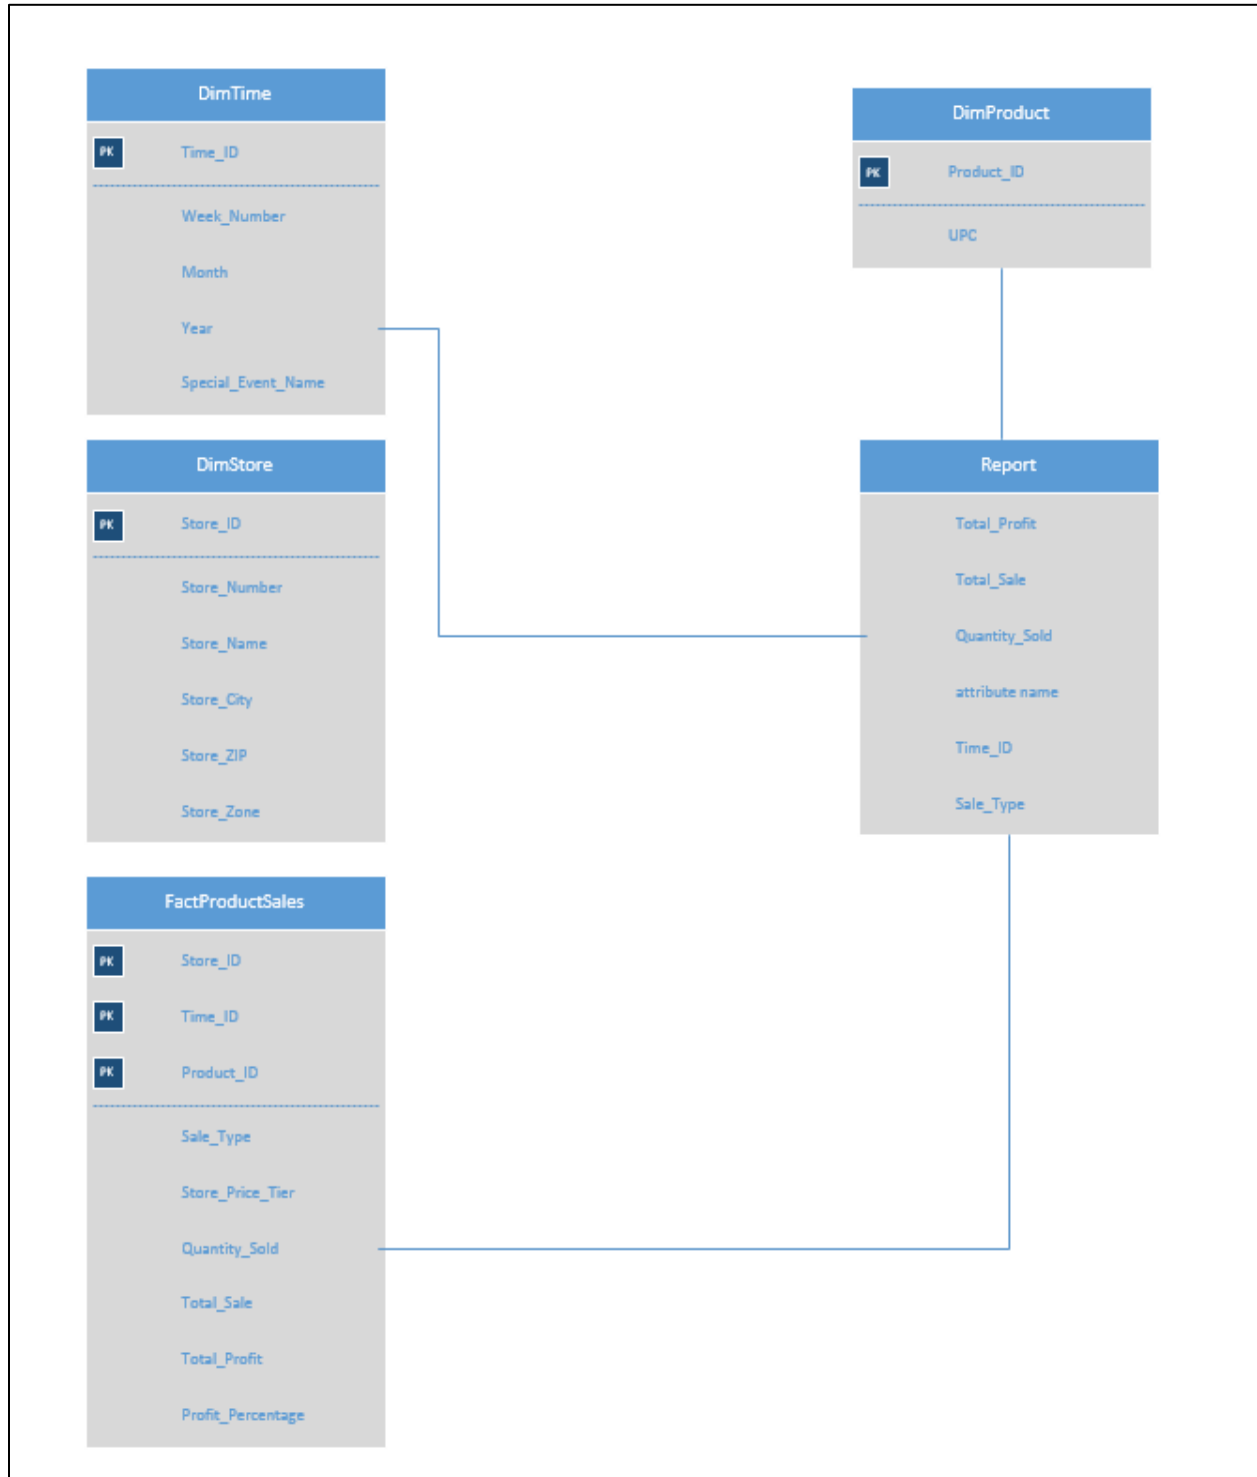 DimTime
PK Time_ID
Week_Number
Month
Year
Special_Event_Name
DimStore
PK Store_ID
Store_Number
Store_Name
Store_City
Store_ZIP
Store_Zone
FactProductSales
PK Store_ID
PK Time_ID
PK Product_ID
Sale_Type
Store_Price_Tier
Quantity_Sold
Total_Sale
Total_Profit
Profit_Percentage
DimProduct
PK Product_ID
UPC
Report
Total_Profit
Total_Sale
Quantity_Sold
attribute name
Time_ID
Sale_Type